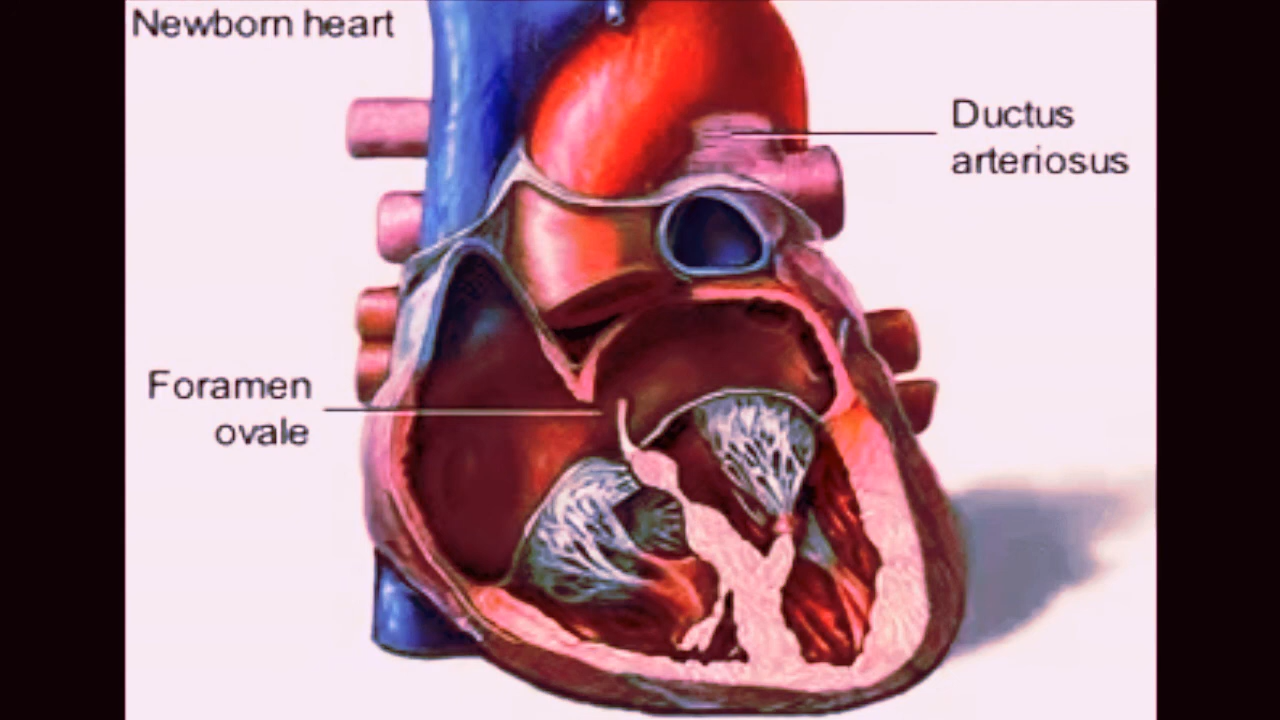 Newborn heart
Ductus
arteriosus
Foramen
ovale